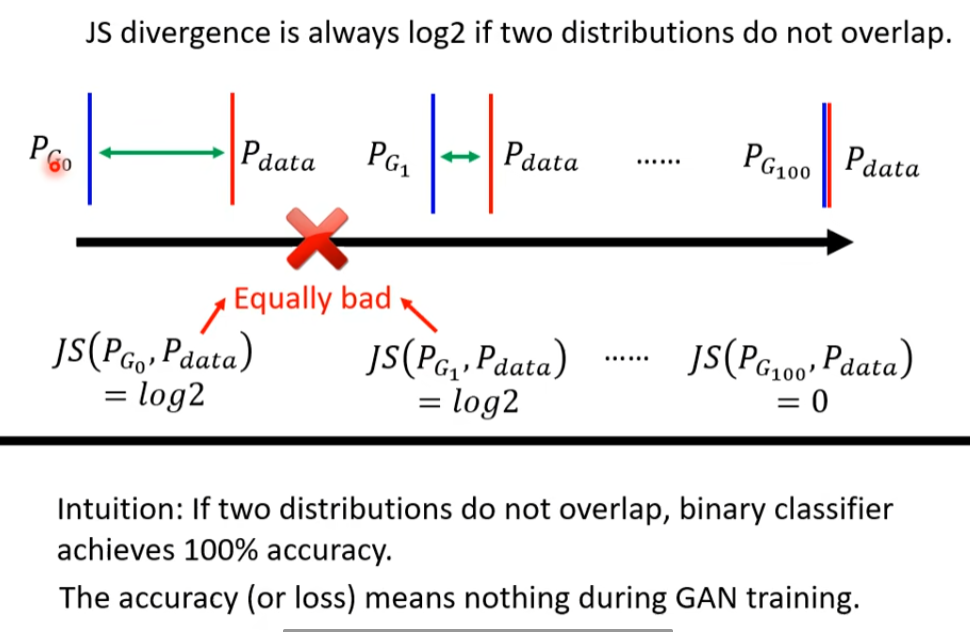 JS divergence is always log2 if two distributions do not overlap.
P_{G_0} P_{data} P_{G_1} P_{data} …… P_{G_{100}} P_{data}
Equally bad
JS(P_{G_0}, P_{data}) JS(P_{G_1}, P_{data}) …… JS(P_{G_{100}}, P_{data})
= log2 = log2 = 0
Intuition: If two distributions do not overlap, binary classifier
achieves 100% accuracy.
The accuracy (or loss) means nothing during GAN training.